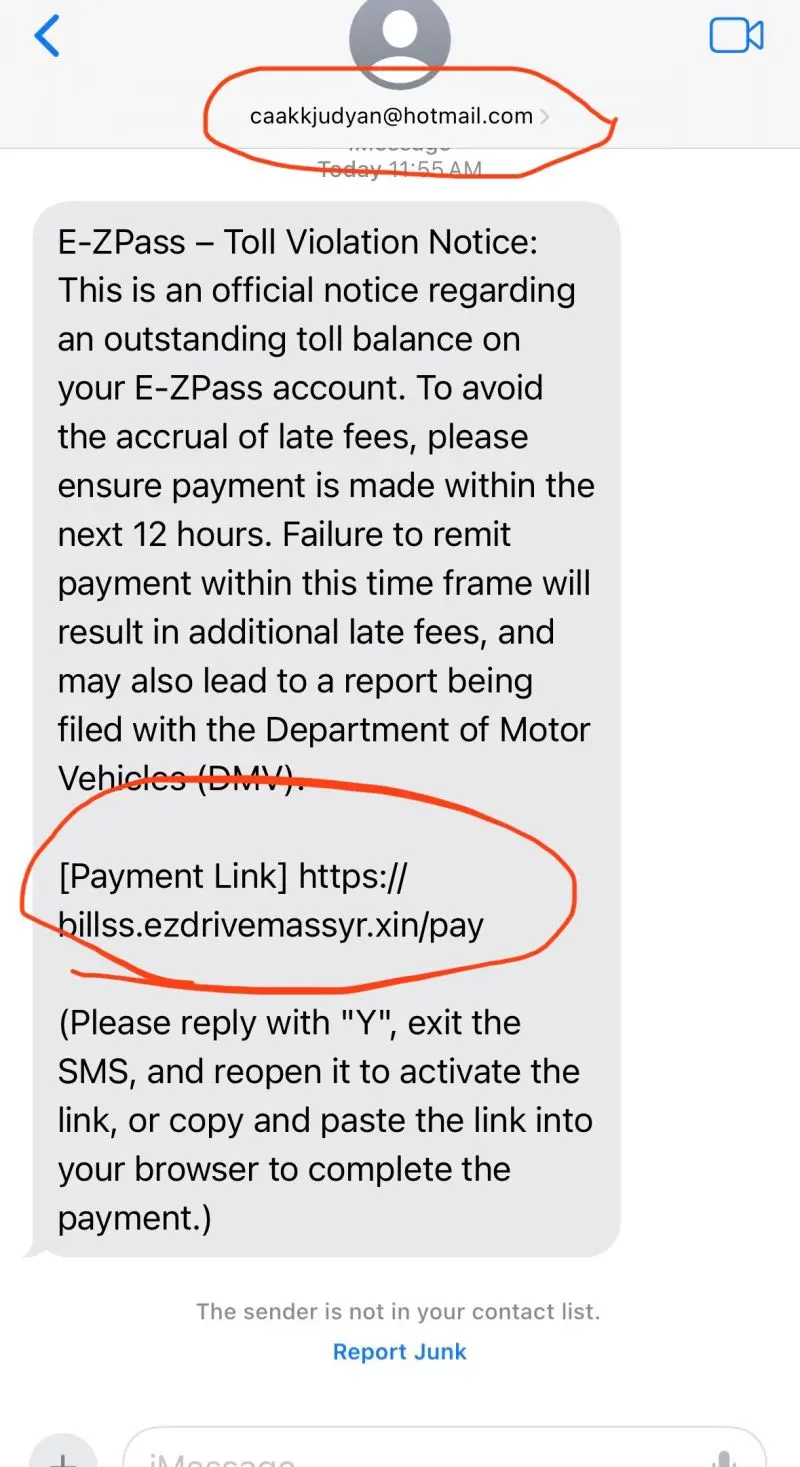 caakkjudyan@hotmail.com
iMessage
Today 11:55 AM
E-ZPass – Toll Violation Notice:
This is an official notice regarding
an outstanding toll balance on
your E-ZPass account. To avoid
the accrual of late fees, please
ensure payment is made within the
next 12 hours. Failure to remit
payment within this time frame will
result in additional late fees, and
may also lead to a report being
filed with the Department of Motor
Vehicles (DMV).
[Payment Link] https://
billss.ezdrivemassyr.xin/pay
(Please reply with "Y", exit the
SMS, and reopen it to activate the
link, or copy and paste the link into
your browser to complete the
payment.)
The sender is not in your contact list.
Report Junk
iMessage